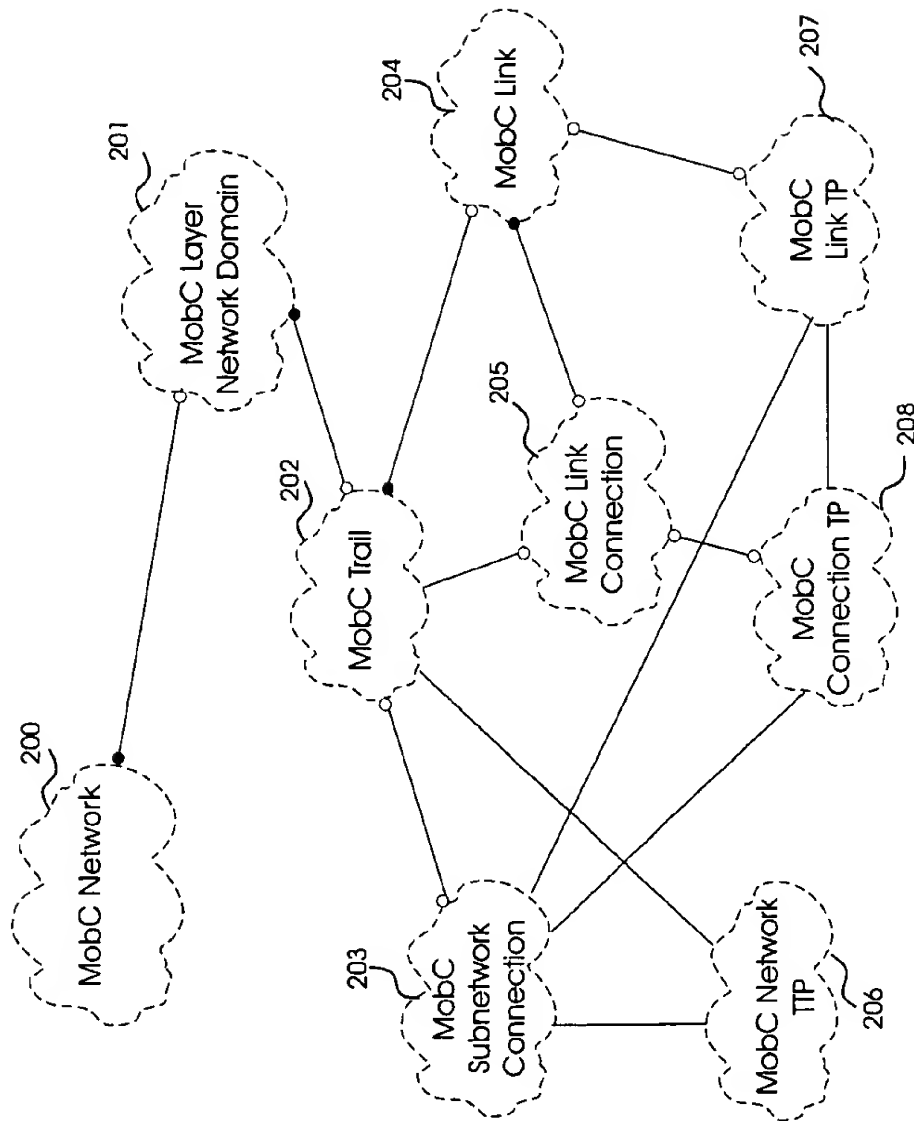 200
MobC Network
201
MobC Layer
Network Domain
202
MobC Trail
203
MobC
Subnetwork
Connection
204
MobC Link
205
MobC Link
Connection
206
MobC Network
TTP
207
MobC
Link TP
208
MobC
Connection TP